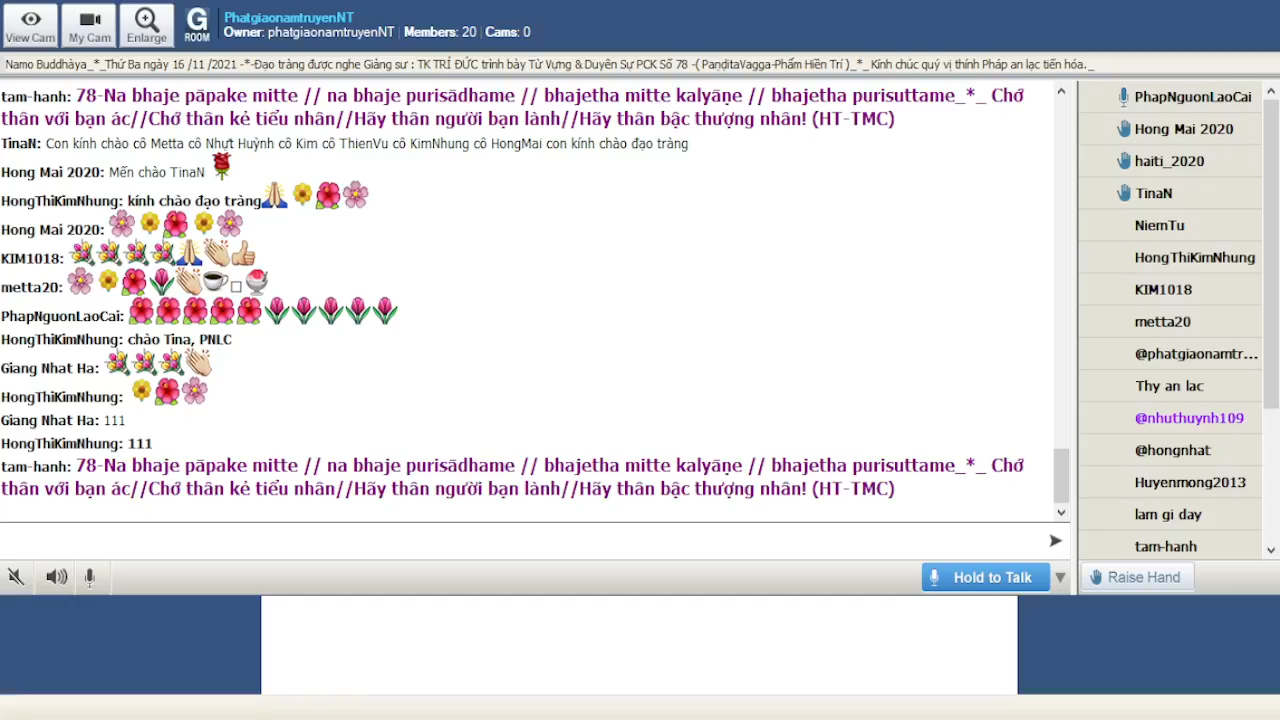 View Cam
My Cam
Enlarge
G
ROOM
PhatgiaonamtruyenNT
Owner: phatgiaonamtruyenNT | Members: 20 | Cams: 0
Namo Buddhàya_*_Thứ Ba ngày 16 /11 /2021 -*-Đạo tràng được nghe Giảng sư : TK TRÍ ĐỨC trình bày Từ Vựng & Duyên Sự PCK Số 78 -( PaṇḍitaVagga-Phẩm Hiền Trí )_*_ Kính chúc quý vị thính Pháp an lạc tiến hóa._
tam-hanh: 78-Na bhaje pāpake mitte // na bhaje purisādhame // bhajetha mitte kalyāṇe // bhajetha purisuttame_*_ Chớ
thân với bạn ác//Chớ thân kẻ tiểu nhân//Hãy thân người bạn lành//Hãy thân bậc thượng nhân! (HT-TMC)
TinaN: Con kính chào cô Metta cô Nhựt Huỳnh cô Kim cô ThienVu cô KimNhung cô HongMai con kính chào đạo tràng
Hong Mai 2020: Mến chào TinaN
HongThiKimNhung: kính chào đạo tràng
Hong Mai 2020:
KIM1018:
metta20:
PhapNguonLaoCai:
HongThiKimNhung: chào Tina, PNLC
Giang Nhat Ha:
HongThiKimNhung:
Giang Nhat Ha: 111
HongThiKimNhung: 111
tam-hanh: 78-Na bhaje pāpake mitte // na bhaje purisādhame // bhajetha mitte kalyāṇe // bhajetha purisuttame_*_ Chớ
thân với bạn ác//Chớ thân kẻ tiểu nhân//Hãy thân người bạn lành//Hãy thân bậc thượng nhân! (HT-TMC)
Hold to Talk
PhapNguonLaoCai
Hong Mai 2020
haiti_2020
TinaN
NiemTu
HongThiKimNhung
KIM1018
metta20
@phatgiaonamtr...
Thy an lac
@nhuthuynh109
@hongnhat
Huyenmong2013
lam gi day
tam-hanh
Raise Hand